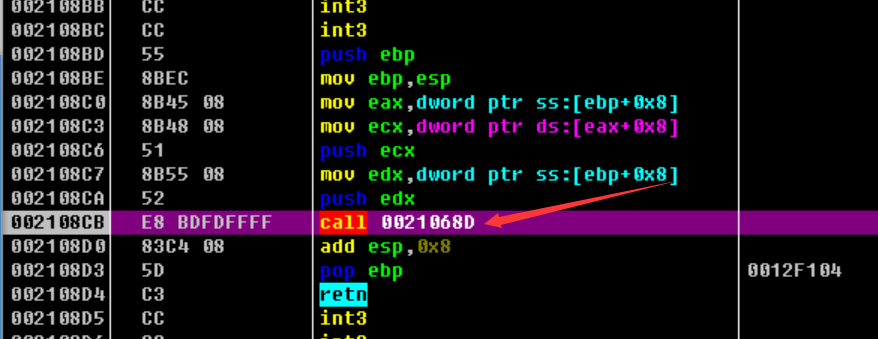 002108BB CC int3
002108BC CC int3
002108BD 55 push ebp
002108BE 8BEC mov ebp,esp
002108C0 8B45 08 mov eax,dword ptr ss:[ebp+0x8]
002108C3 8B48 08 mov ecx,dword ptr ds:[eax+0x8]
002108C6 51 push ecx
002108C7 8B55 08 mov edx,dword ptr ss:[ebp+0x8]
002108CA 52 push edx
002108CB E8 BDFDFFFF call 0021068D
002108D0 83C4 08 add esp,0x8
002108D3 5D pop ebp 0012F104
002108D4 C3 retn
002108D5 CC int3